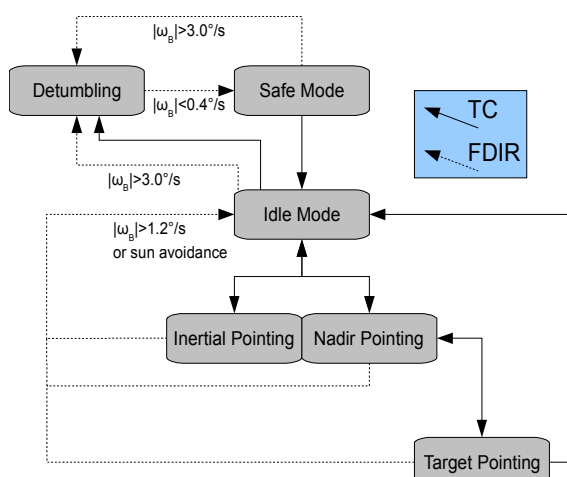 |ω_B|>3.0°/s
Detumbling
|ω_B|<0.4°/s
Safe Mode
TC
FDIR
|ω_B|>3.0°/s
Idle Mode
|ω_B|>1.2°/s
or sun avoidance
Inertial Pointing
Nadir Pointing
Target Pointing